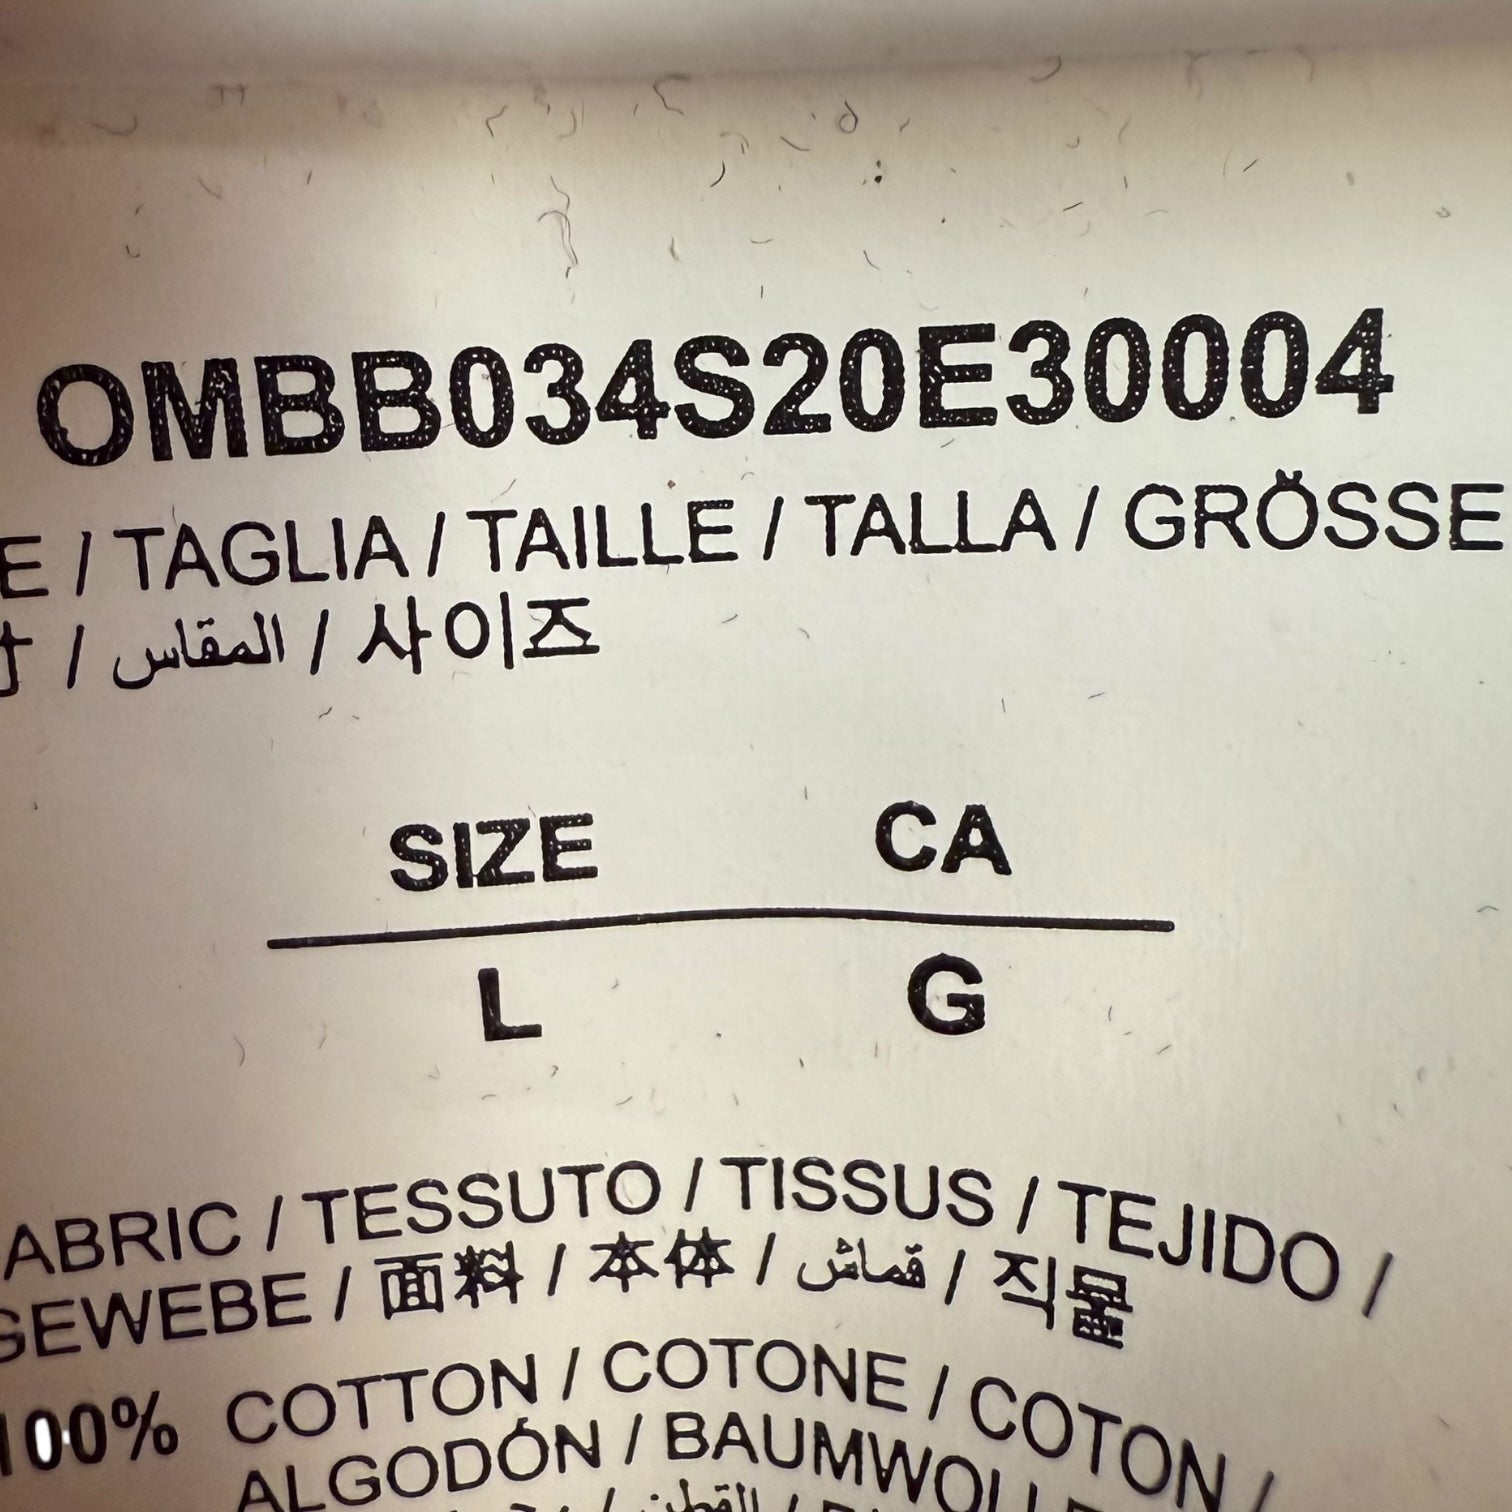 OMBB034S20E30004
E / TAGLIA / TAILLE / TALLA / GRÖSSE
/ المقاس / 사이즈
SIZE CA
L G
ABRIC / TESSUTO / TISSUS / TEJIDO /
GEWEBE / 面料 / 本体 / قماش / 직물
100% COTTON / COTONE / COTON /
ALGODÓN / BAUMWOLLE
/ القطن /